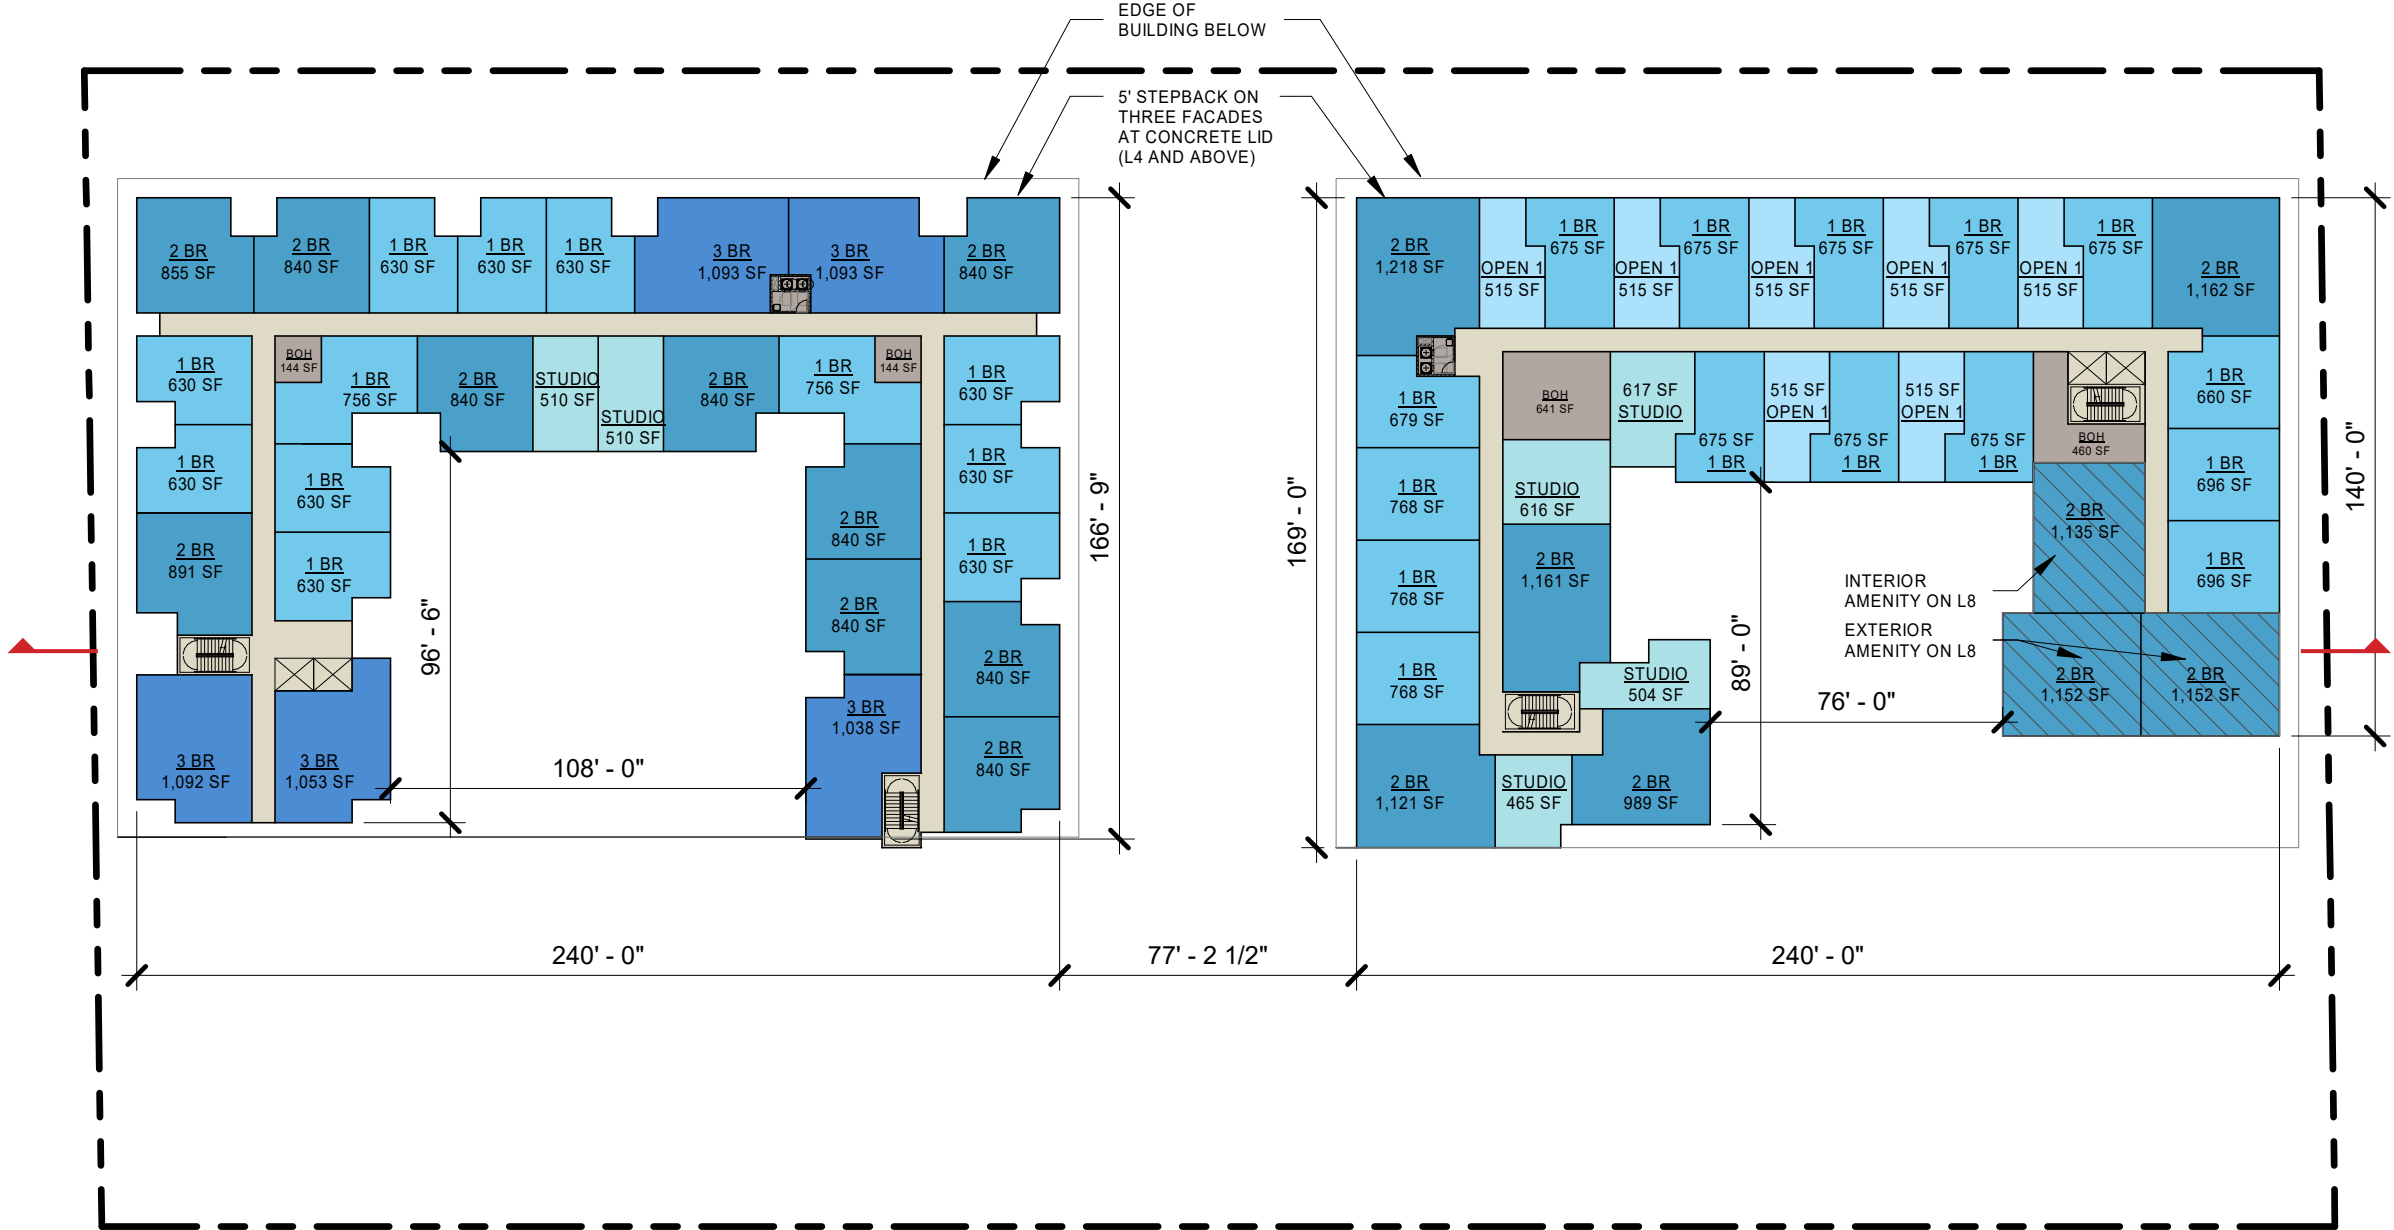 EDGE OF
BUILDING BELOW
5' STEPBACK ON
THREE FACADES
AT CONCRETE LID
(L4 AND ABOVE)
2 BR
855 SF
2 BR
840 SF
1 BR
630 SF
1 BR
630 SF
1 BR
630 SF
3 BR
1,093 SF
3 BR
1,093 SF
2 BR
840 SF
1 BR
630 SF
BOH
144 SF
1 BR
756 SF
2 BR
840 SF
STUDIO
510 SF
STUDIO
510 SF
2 BR
840 SF
1 BR
756 SF
BOH
144 SF
1 BR
630 SF
1 BR
630 SF
1 BR
630 SF
1 BR
630 SF
2 BR
840 SF
2 BR
891 SF
1 BR
630 SF
1 BR
630 SF
2 BR
840 SF
2 BR
840 SF
3 BR
1,038 SF
3 BR
1,092 SF
3 BR
1,053 SF
2 BR
840 SF
96' - 6"
108' - 0"
166' - 9"
2 BR
1,218 SF
OPEN 1
515 SF
1 BR
675 SF
OPEN 1
515 SF
1 BR
675 SF
OPEN 1
515 SF
1 BR
675 SF
OPEN 1
515 SF
1 BR
675 SF
OPEN 1
515 SF
1 BR
675 SF
2 BR
1,162 SF
1 BR
679 SF
BOH
641 SF
617 SF
STUDIO
675 SF
1 BR
515 SF
OPEN 1
675 SF
1 BR
515 SF
OPEN 1
675 SF
1 BR
BOH
460 SF
1 BR
660 SF
1 BR
768 SF
STUDIO
616 SF
2 BR
1,135 SF
1 BR
696 SF
1 BR
768 SF
2 BR
1,161 SF
INTERIOR
AMENITY ON L8
EXTERIOR
AMENITY ON L8
1 BR
696 SF
1 BR
768 SF
STUDIO
504 SF
2 BR
1,152 SF
2 BR
1,152 SF
2 BR
1,121 SF
STUDIO
465 SF
2 BR
989 SF
169' - 0"
89' - 0"
76' - 0"
140' - 0"
240' - 0"
77' - 2 1/2"
240' - 0"